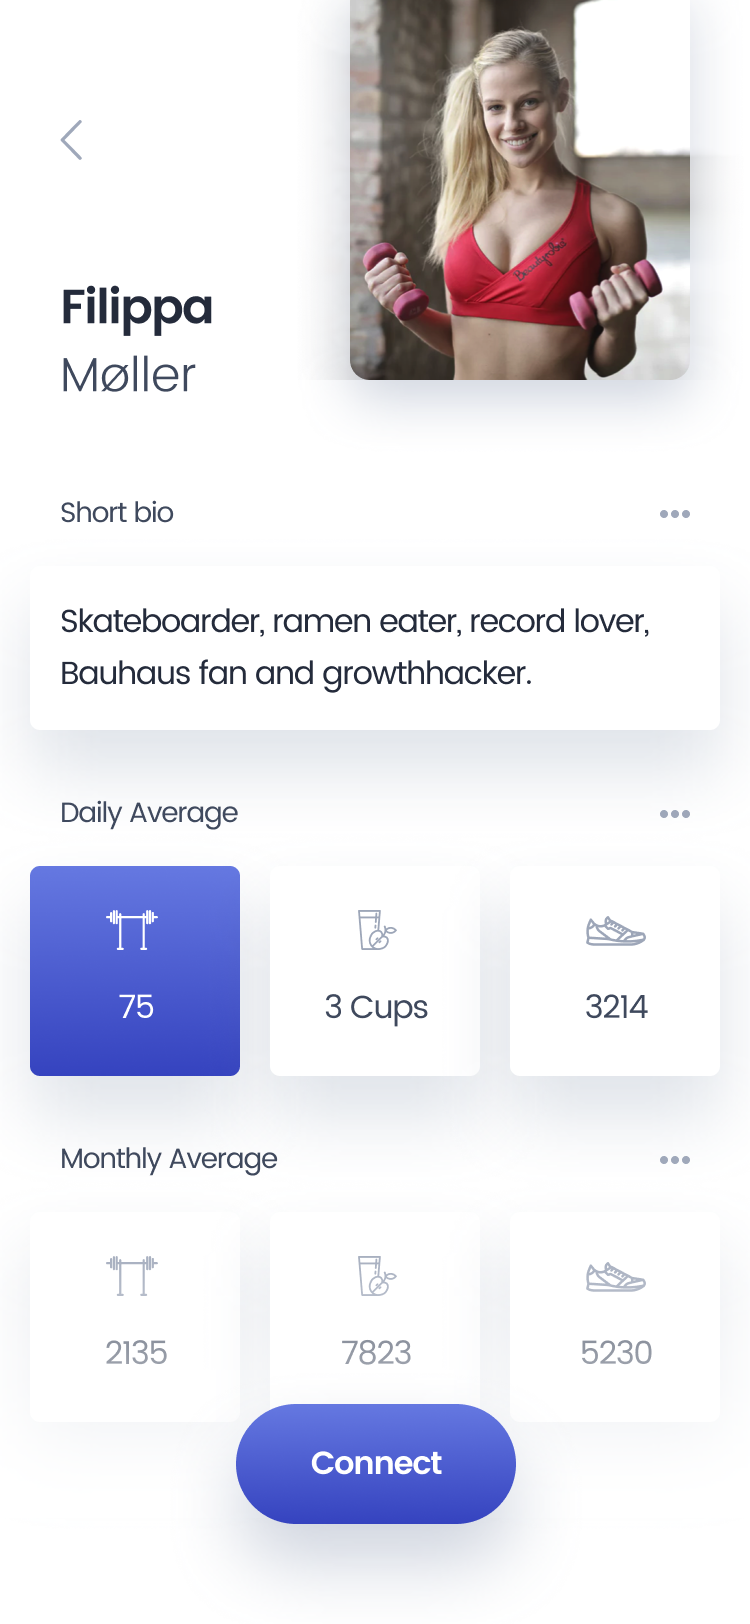 Beautyrobics
Filippa
Møller
Short bio
Skateboarder, ramen eater, record lover,
Bauhaus fan and growthhacker.
Daily Average
75
3 Cups
3214
Monthly Average
2135
7823
5230
Connect